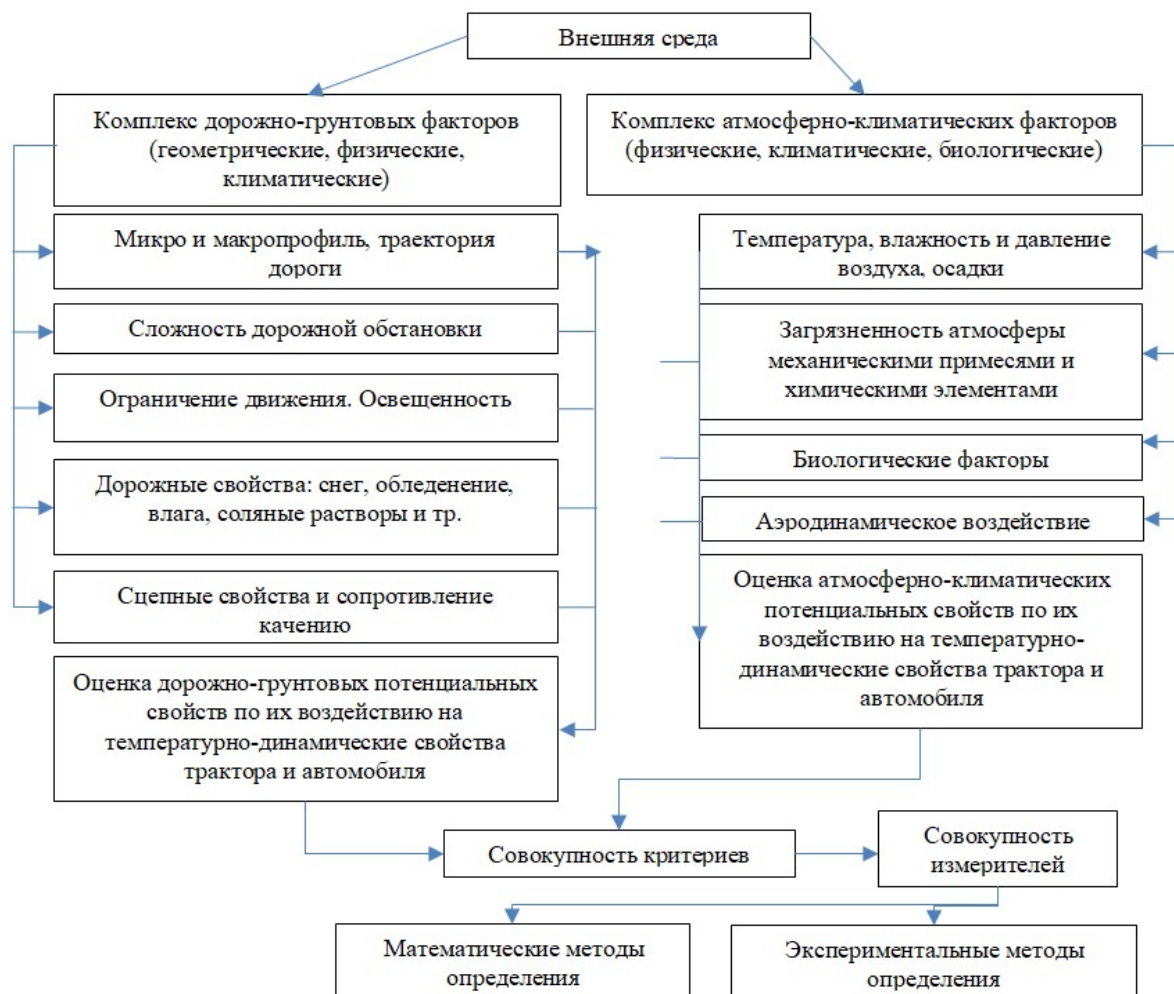 Внешняя среда
Комплекс дорожно-грунтовых факторов
(геометрические, физические,
климатические)
Комплекс атмосферно-климатических факторов
(физические, климатические, биологические)
Микро и макропрофиль, траектория
дороги
Сложность дорожной обстановки
Ограничение движения. Освещенность
Дорожные свойства: снег, обледенение,
влага, соляные растворы и тр.
Сцепные свойства и сопротивление
качению
Оценка дорожно-грунтовых потенциальных
свойств по их воздействию на
температурно-динамические свойства
трактора и автомобиля
Температура, влажность и давление
воздуха, осадки
Загрязненность атмосферы
механическими примесями и
химическими элементами
Биологические факторы
Аэродинамическое воздействие
Оценка атмосферно-климатических
потенциальных свойств по их
воздействию на температурно-
динамические свойства трактора и
автомобиля
Совокупность критериев
Совокупность
измерителей
Математические методы
определения
Экспериментальные методы
определения